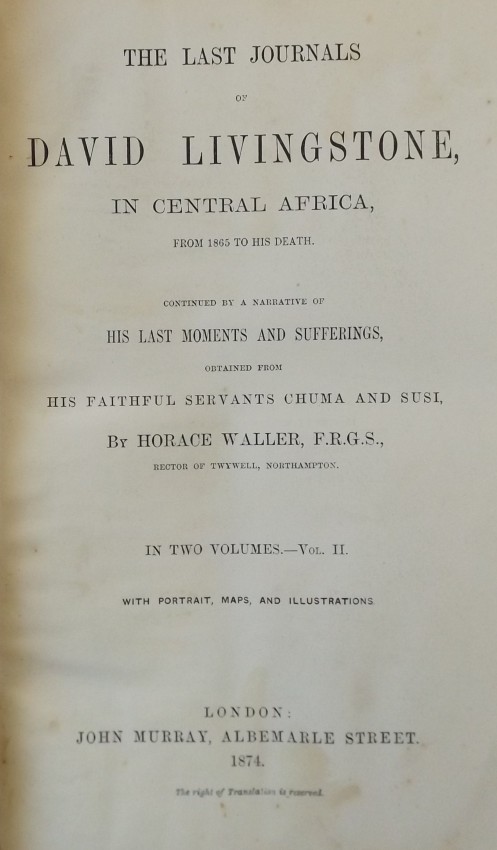 THE LAST JOURNALS
OF
DAVID LIVINGSTONE,
IN CENTRAL AFRICA,
FROM 1865 TO HIS DEATH.
CONTINUED BY A NARRATIVE OF
HIS LAST MOMENTS AND SUFFERINGS,
OBTAINED FROM
HIS FAITHFUL SERVANTS CHUMA AND SUSI,
BY HORACE WALLER, F.R.G.S.,
RECTOR OF TWYWELL, NORTHAMPTON.
IN TWO VOLUMES.—VOL. II.
WITH PORTRAIT, MAPS, AND ILLUSTRATIONS
LONDON:
JOHN MURRAY, ALBEMARLE STREET.
1874.
The right of Translation is reserved.